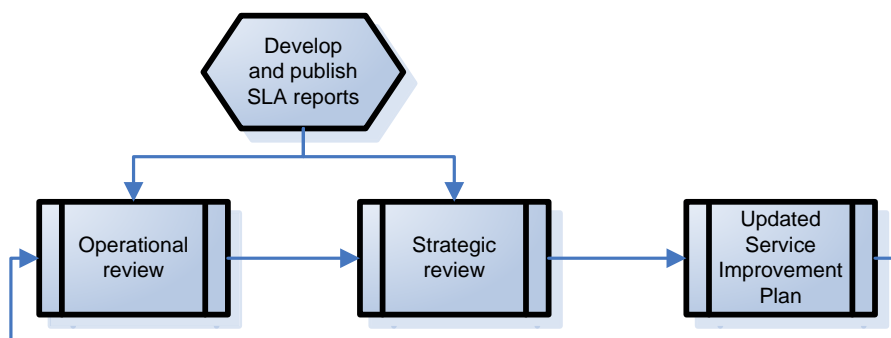 Develop
and publish
SLA reports
Operational
review
Strategic
review
Updated
Service
Improvement
Plan